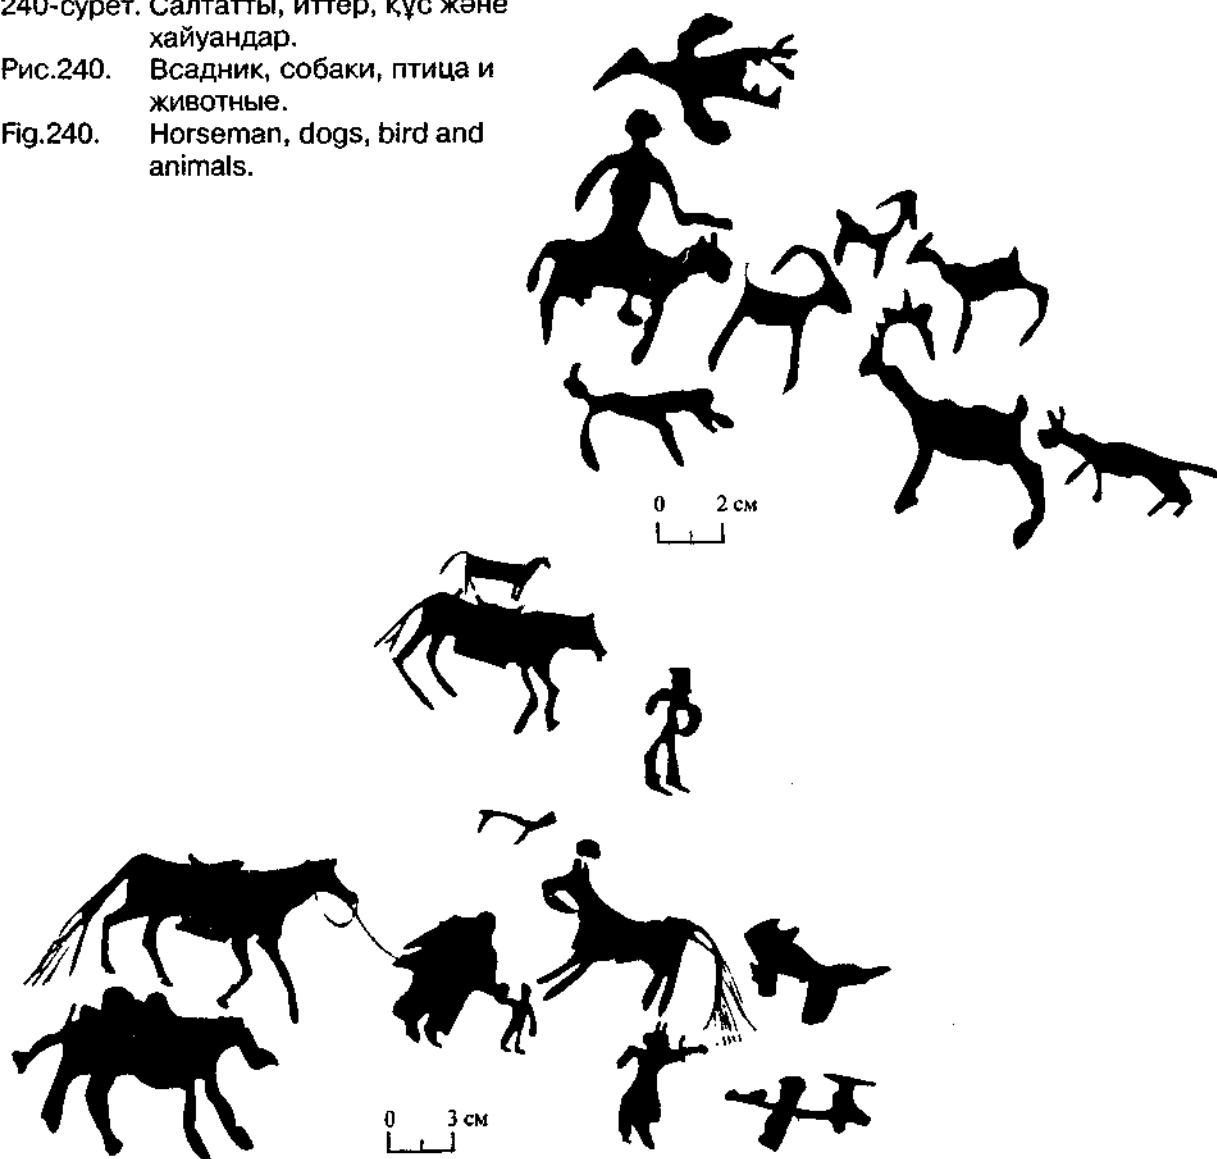 240-сурет. Салтатты, иттер, құс және
хайуандар.
Рис.240. Всадник, собаки, птица и
животные.
Fig.240. Horseman, dogs, bird and
animals.
0 2 см
0 3 см